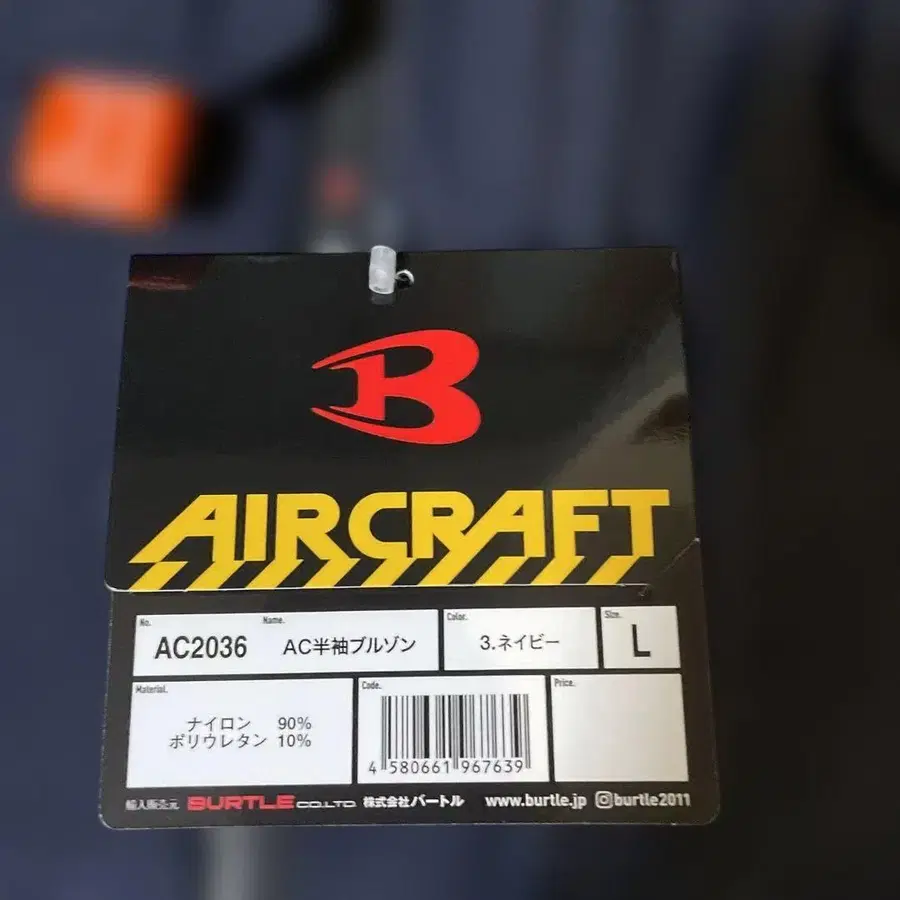 AIRCRAFT
No. Name. Color. Size.
AC2036 AC半袖ブルゾン 3.ネイビー L
Material. Code. Price.
ナイロン 90%
ポリウレタン 10%
4 580661 967639
輸入販売元 BURTLE CO.LTD. 株式会社バートル www.burtle.jp burtle2011